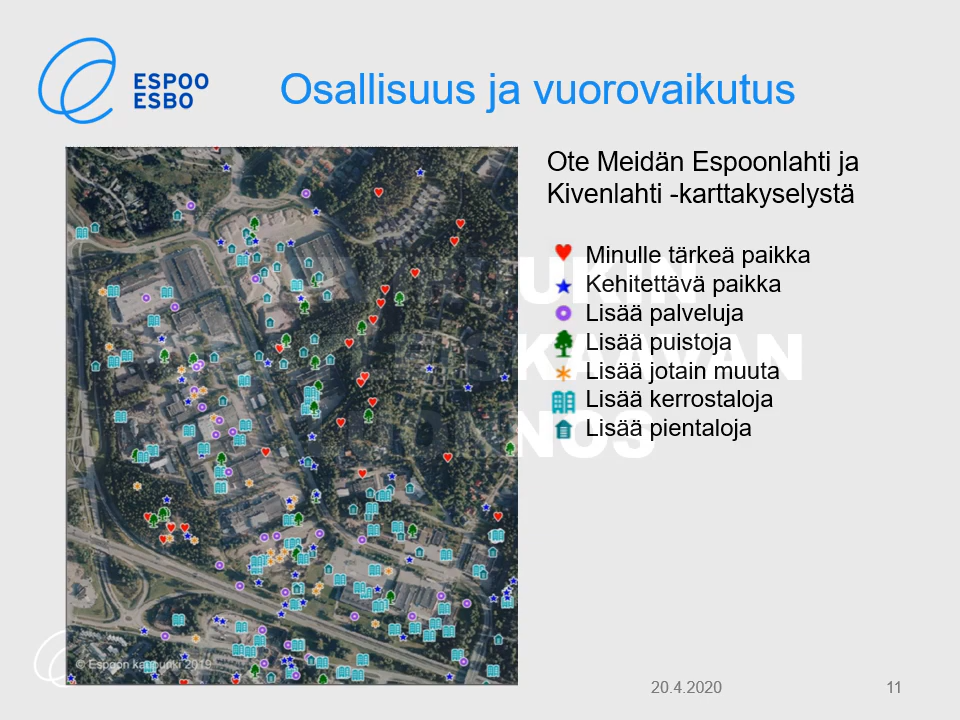 ESPOO
ESBO
Osallisuus ja vuorovaikutus
Ote Meidän Espoonlahti ja
Kivenlahti -karttakyselystä
Minulle tärkeä paikka
Kehitettävä paikka
Lisää palveluja
Lisää puistoja
Lisää jotain muuta
Lisää kerrostaloja
Lisää pientaloja
© Espoon kaupunki 2019
20.4.2020
11